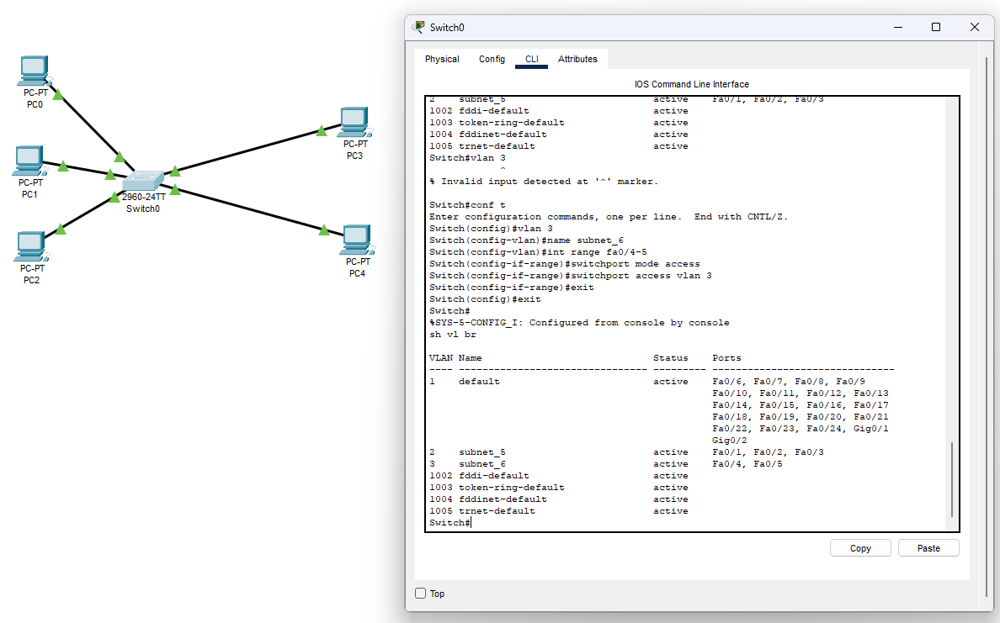 PC-PT
PC0
PC-PT
PC1
PC-PT
PC2
2960-24TT
Switch0
PC-PT
PC3
PC-PT
PC4
Switch0
Physical Config CLI Attributes
IOS Command Line Interface
2    subnet_5                         active    Fa0/1, Fa0/2, Fa0/3
1002 fddi-default                     active
1003 token-ring-default               active
1004 fddinet-default                  active
1005 trnet-default                    active
Switch#vlan 3
            ^
% Invalid input detected at '^' marker.
Switch#conf t
Enter configuration commands, one per line.  End with CNTL/Z.
Switch(config)#vlan 3
Switch(config-vlan)#name subnet_6
Switch(config-vlan)#int range fa0/4-5
Switch(config-if-range)#switchport mode access
Switch(config-if-range)#switchport access vlan 3
Switch(config-if-range)#exit
Switch(config)#exit
Switch#
%SYS-5-CONFIG_I: Configured from console by console
sh vl br
VLAN Name                             Status    Ports
---- -------------------------------- --------- -------------------------------
1    default                          active    Fa0/6, Fa0/7, Fa0/8, Fa0/9
                                                Fa0/10, Fa0/11, Fa0/12, Fa0/13
                                                Fa0/14, Fa0/15, Fa0/16, Fa0/17
                                                Fa0/18, Fa0/19, Fa0/20, Fa0/21
                                                Fa0/22, Fa0/23, Fa0/24, Gig0/1
                                                Gig0/2
2    subnet_5                         active    Fa0/1, Fa0/2, Fa0/3
3    subnet_6                         active    Fa0/4, Fa0/5
1002 fddi-default                     active
1003 token-ring-default               active
1004 fddinet-default                  active
1005 trnet-default                    active
Switch#
Copy Paste
Top